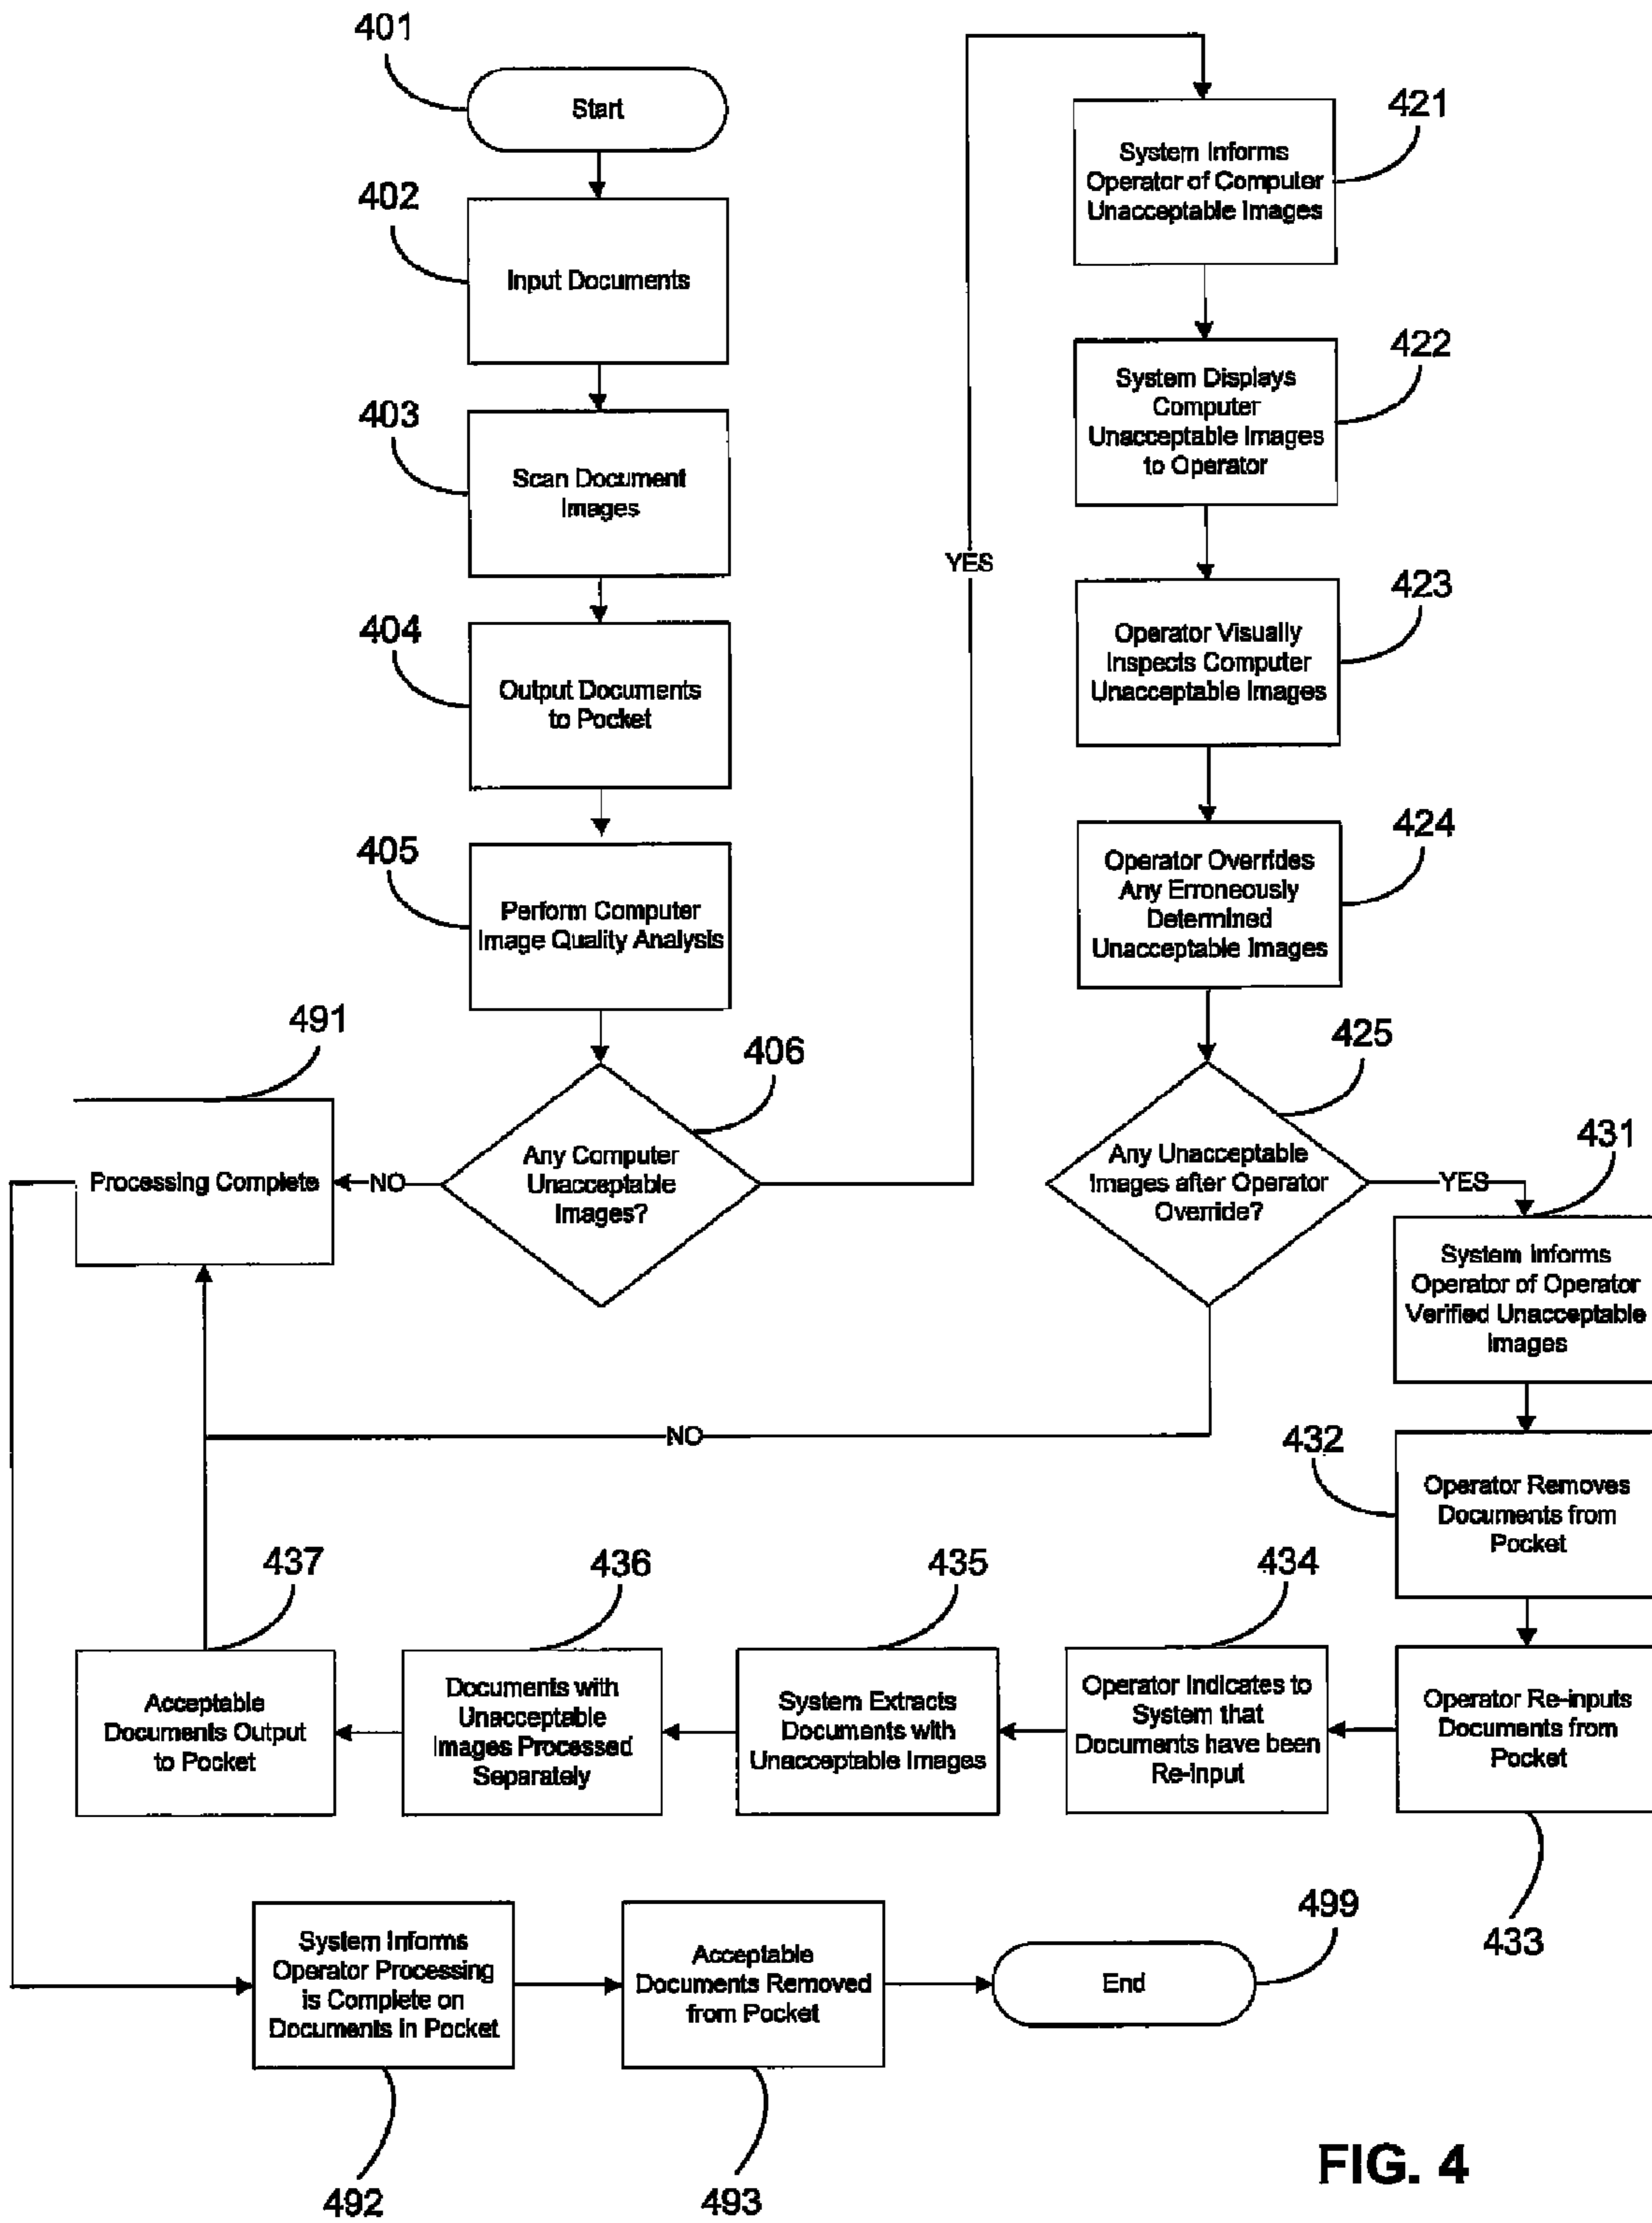 401
Start
402
Input Documents
403
Scan Document
Images
404
Output Documents
to Pocket
405
Perform Computer
Image Quality Analysis
406
Any Computer
Unacceptable
Images?
NO
YES
491
Processing Complete
421
System Informs
Operator of Computer
Unacceptable Images
422
System Displays
Computer
Unacceptable Images
to Operator
423
Operator Visually
Inspects Computer
Unacceptable Images
424
Operator Overrides
Any Erroneously
Determined
Unacceptable Images
425
Any Unacceptable
Images after Operator
Override?
YES
NO
431
System Informs
Operator of Operator
Verified Unacceptable
Images
432
Operator Removes
Documents from
Pocket
433
Operator Re-inputs
Documents from
Pocket
434
Operator Indicates to
System that
Documents have been
Re-input
435
System Extracts
Documents with
Unacceptable Images
436
Documents with
Unacceptable
Images Processed
Separately
437
Acceptable
Documents Output
to Pocket
492
System Informs
Operator Processing
is Complete on
Documents in Pocket
493
Acceptable
Documents Removed
from Pocket
499
End
FIG. 4